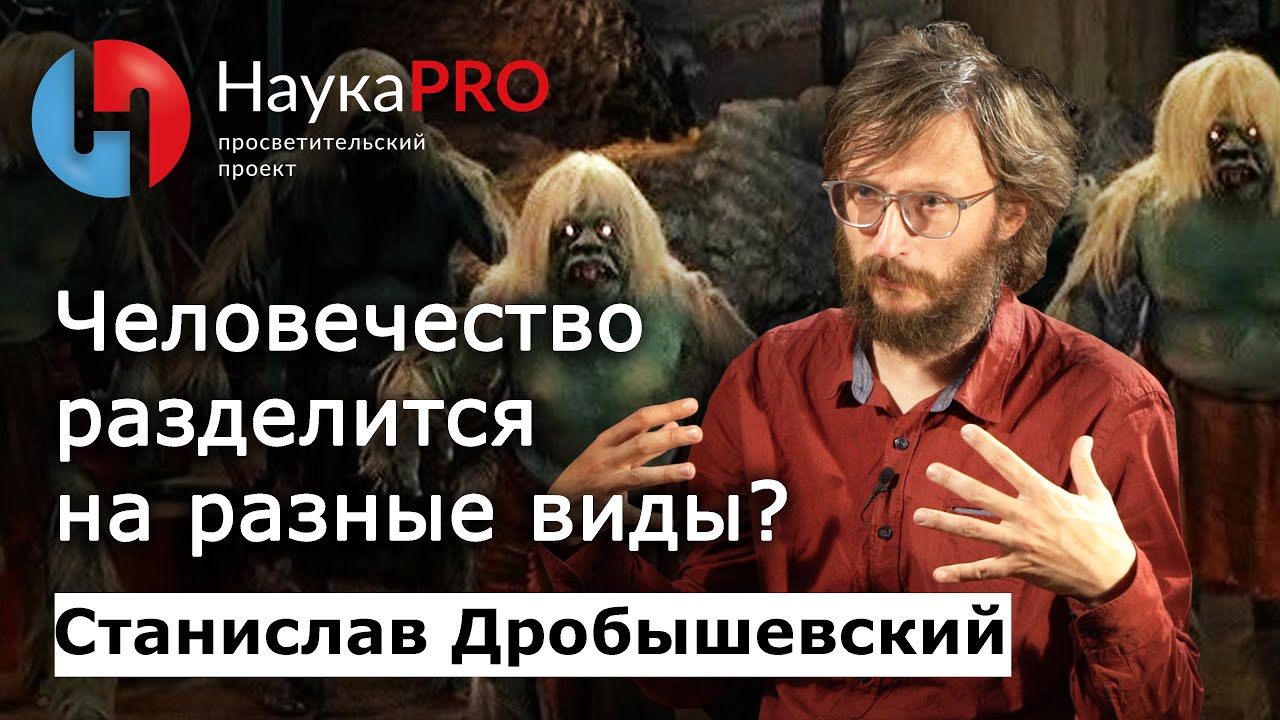 НаукаPRO
просветительский
проект
Человечество
разделится
на разные виды?
Станислав Дробышевский